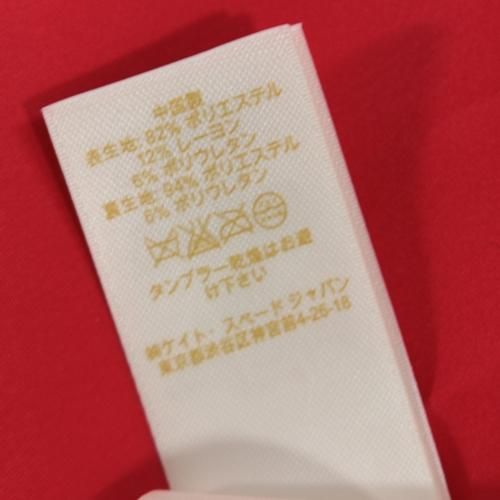 中国製
表生地: 82% ポリエステル
12% レーヨン
6% ポリウレタン
裏生地: 94% ポリエステル
6% ポリウレタン
タンブラー乾燥はお避
け下さい
㈱ケイト・スペード ジャパン
東京都渋谷区神宮前4-25-18